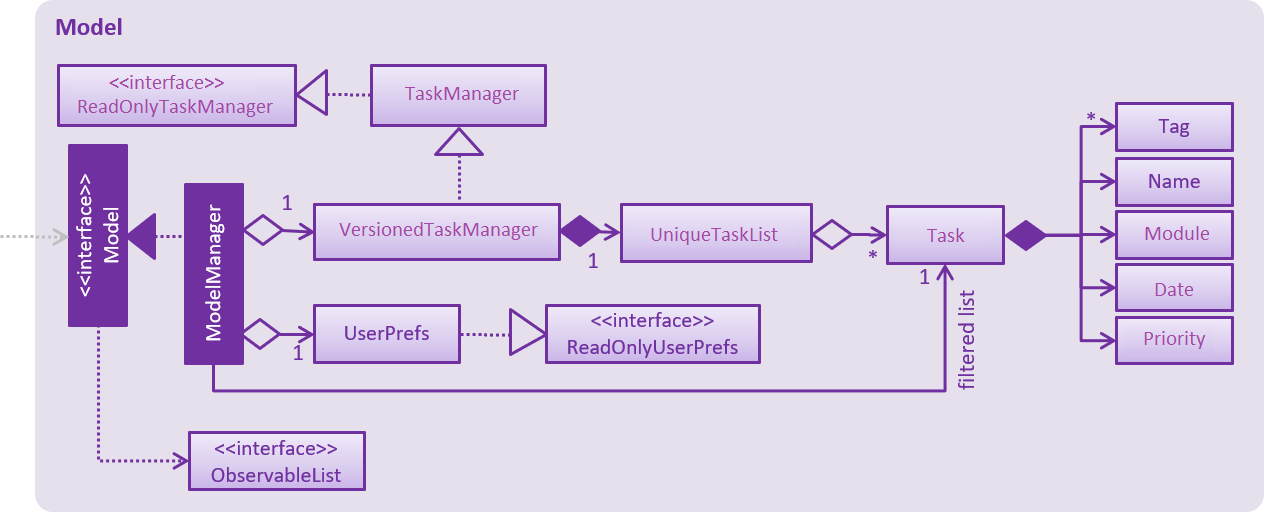 Model
<<interface>>
ReadOnlyTaskManager
TaskManager
*
Tag
<<interface>>
Model
ModelManager
1
VersionedTaskManager
1
UniqueTaskList
*
Task
1
Name
Module
Date
Priority
1
UserPrefs
<<interface>>
ReadOnlyUserPrefs
filtered list
<<interface>>
ObservableList